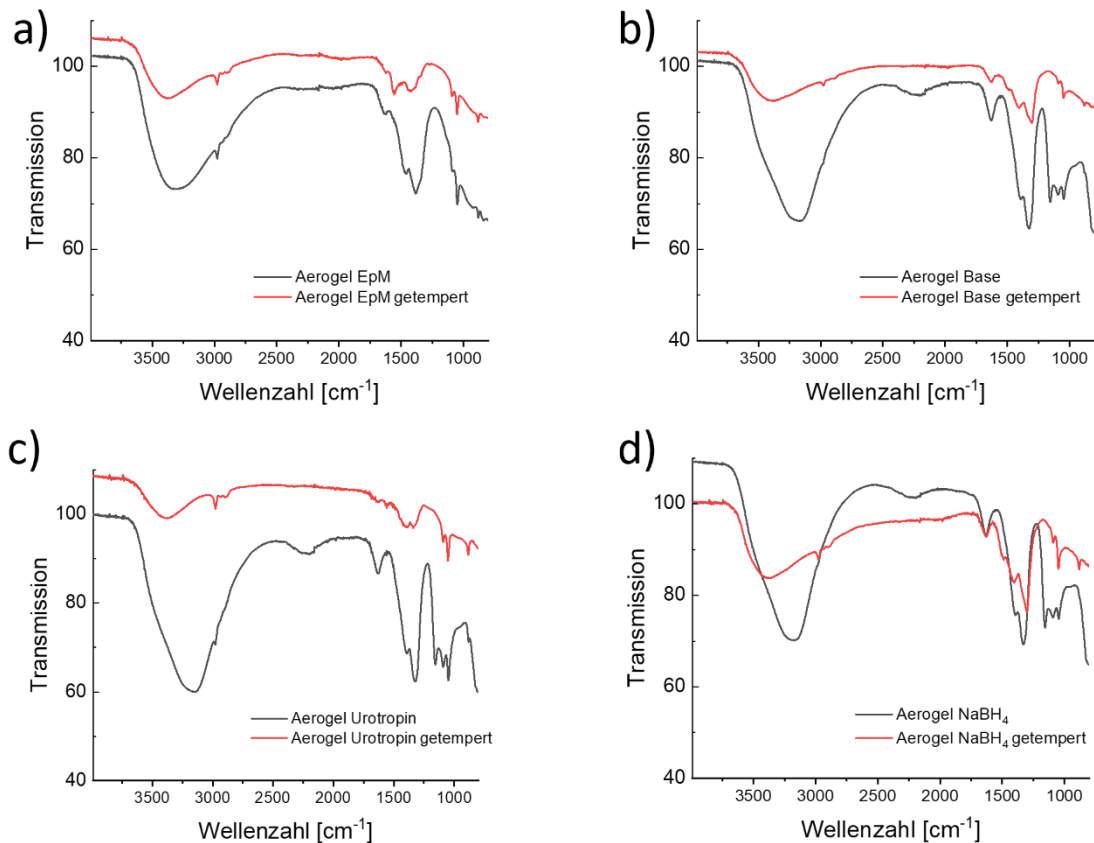 a)
100
80
60
40
Transmission
Aerogel EpM
Aerogel EpM getempert
3500 3000 2500 2000 1500 1000
Wellenzahl [cm⁻¹]
b)
100
80
60
40
Transmission
Aerogel Base
Aerogel Base getempert
3500 3000 2500 2000 1500 1000
Wellenzahl [cm⁻¹]
c)
100
80
60
40
Transmission
Aerogel Urotropin
Aerogel Urotropin getempert
3500 3000 2500 2000 1500 1000
Wellenzahl [cm⁻¹]
d)
100
80
60
40
Transmission
Aerogel NaBH₄
Aerogel NaBH₄ getempert
3500 3000 2500 2000 1500 1000
Wellenzahl [cm⁻¹]